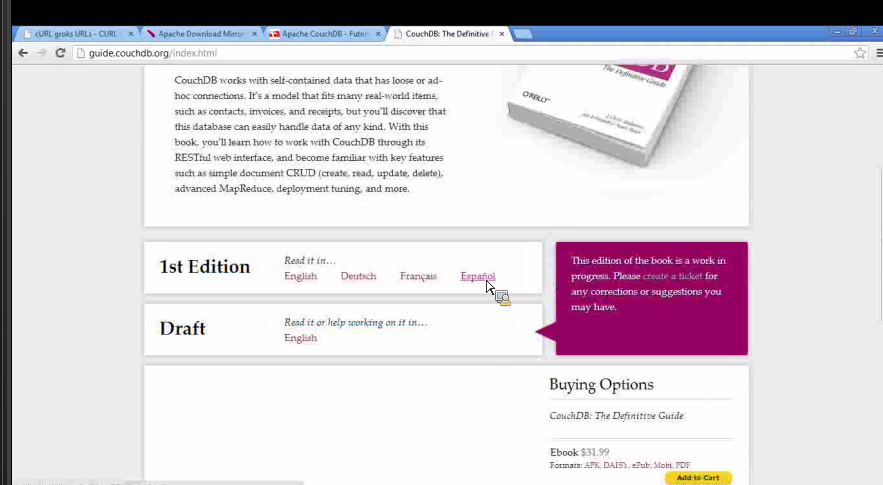 cURL groks URLs - CURL
Apache Download Mirror
Apache CouchDB - Futon
CouchDB: The Definitive
guide.couchdb.org/index.html
The Definitive Guide
O'REILLY
CouchDB works with self-contained data that has loose or ad-
hoc connections. It's a model that fits many real-world items,
such as contacts, invoices, and receipts, but you'll discover that
this database can easily handle data of any kind. With this
book, you'll learn how to work with CouchDB through its
RESTful web interface, and become familiar with key features
such as simple document CRUD (create, read, update, delete),
advanced MapReduce, deployment tuning, and more.
1st Edition
Read it in…
English Deutsch Français Español
This edition of the book is a work in
progress. Please create a ticket for
any corrections or suggestions you
may have.
Draft
Read it or help working on it in…
English
Buying Options
CouchDB: The Definitive Guide
Ebook $31.99
Formats: APK, DAISY, ePub, Mobi, PDF
Add to Cart